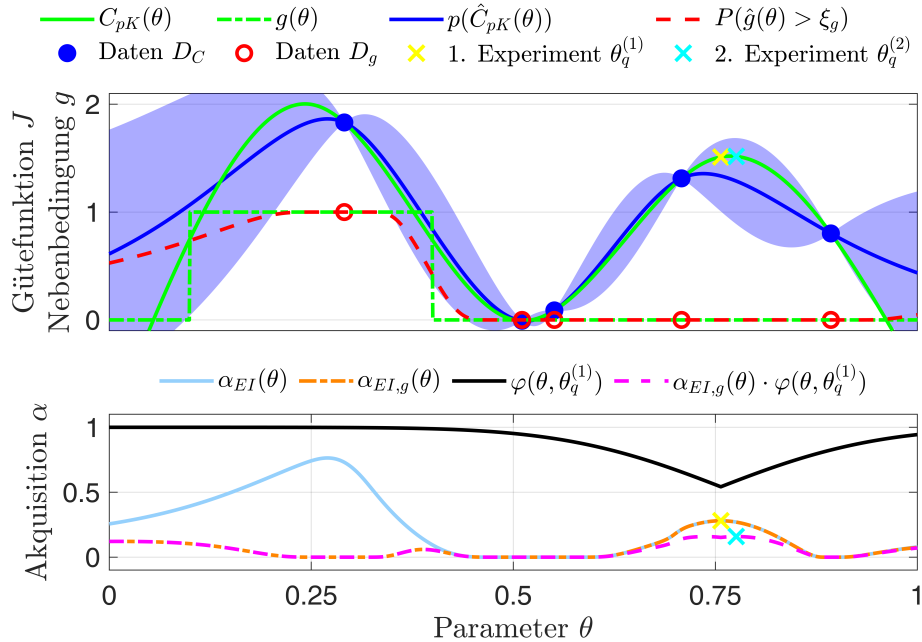 C_{pK}(θ) g(θ) p(Ĉ_{pK}(θ)) P(ĝ(θ) > ξ_g)
Daten D_C Daten D_g 1. Experiment θ_q^{(1)} 2. Experiment θ_q^{(2)}
Gütefunktion J
Nebenbedingung g
2
1
0
α_{EI}(θ) α_{EI,g}(θ) φ(θ, θ_q^{(1)}) α_{EI,g}(θ) · φ(θ, θ_q^{(1)})
Akquisition α
1
0.5
0
0 0.25 0.5 0.75 1
Parameter θ